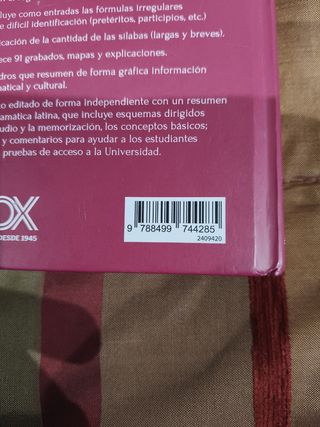 luye como entradas las fórmulas irregulares
e difícil identificación (pretéritos, participios, etc.)
icación de la cantidad de las sílabas (largas y breves).
ece 91 grabados, mapas y explicaciones.
dros que resumen de forma gráfica información
atical y cultural.
o editado de forma independiente con un resumen
amática latina, que incluye esquemas dirigidos
udio y la memorización, los conceptos básicos;
y comentarios para ayudar a los estudiantes
pruebas de acceso a la Universidad.
OX
DESDE 1945
9 788499 744285
2409420